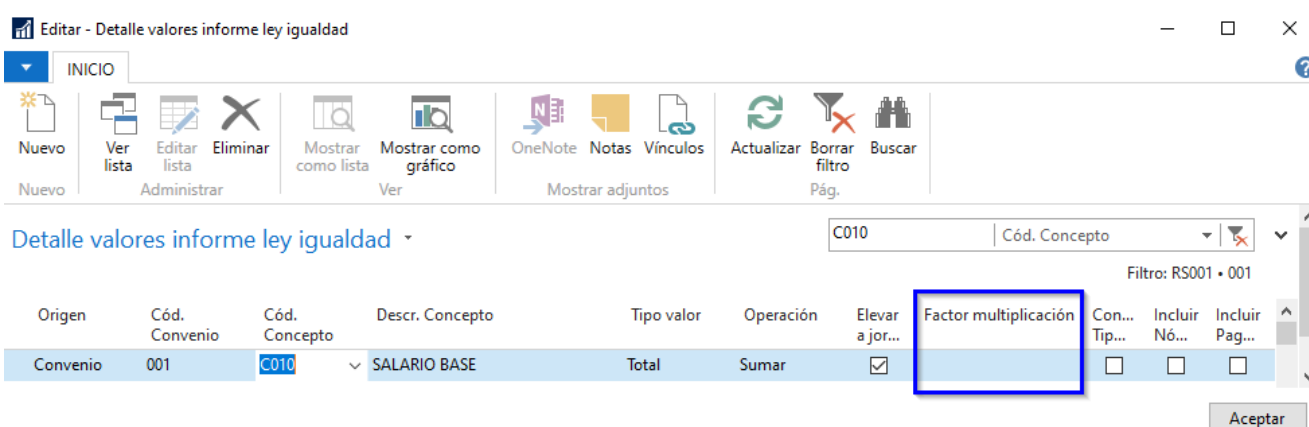 Editar - Detalle valores informe ley igualdad
INICIO
Nuevo
Ver lista
Editar lista
Eliminar
Mostrar como lista
Mostrar como gráfico
OneNote
Notas
Vínculos
Actualizar
Borrar filtro
Buscar
Nuevo
Administrar
Ver
Mostrar adjuntos
Pág.
Detalle valores informe ley igualdad
C010
Cód. Concepto
Filtro: RS001 • 001
Origen
Cód. Convenio
Cód. Concepto
Descr. Concepto
Tipo valor
Operación
Elevar a jor...
Factor multiplicación
Con... Tip...
Incluir Nó...
Incluir Pag...
Convenio
001
C010
SALARIO BASE
Total
Sumar
Aceptar